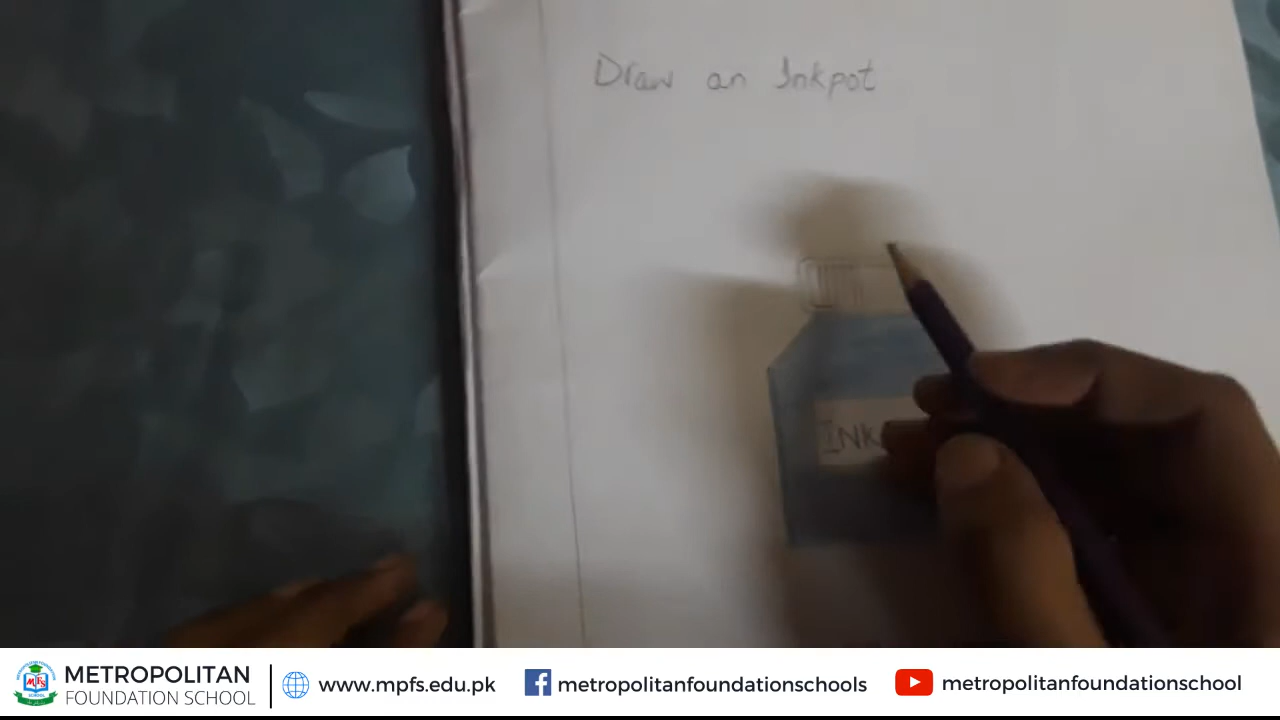 Draw an Inkpot
INK
METROPOLITAN
FOUNDATION SCHOOL
www.mpfs.edu.pk
metropolitanfoundationschools
metropolitanfoundationschool